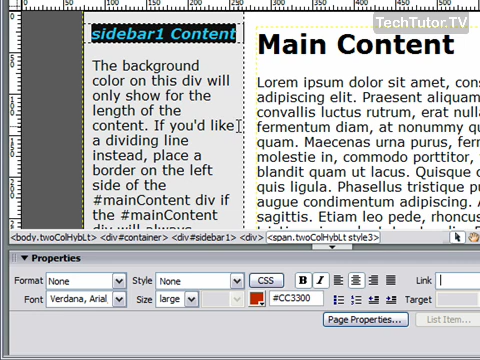 TechTutor.TV
sidebar1 Content
The background
color on this div will
only show for the
length of the
content. If you'd like
a dividing line
instead, place a
border on the left
side of the
#mainContent div if
the #mainContent
div will always
Main Content
Lorem ipsum dolor sit amet, cons
adipiscing elit. Praesent aliquam
convallis luctus rutrum, erat nulla
fermentum diam, at nonummy qu
quam. Maecenas urna purus, ferm
molestie in, commodo porttitor,
blandit quam ut lacus. Quisque o
quis ligula. Phasellus tristique pu
augue condimentum adipiscing.
sagittis. Etiam leo pede, rhoncus
<body.twoColHybLt> <div#container> <div#sidebar1> <div> <span.twoColHybLt style3>
Properties
Format None Style None CSS B I Link
Font Verdana, Arial, Size large #CC3300 Target
Page Properties... List Item...